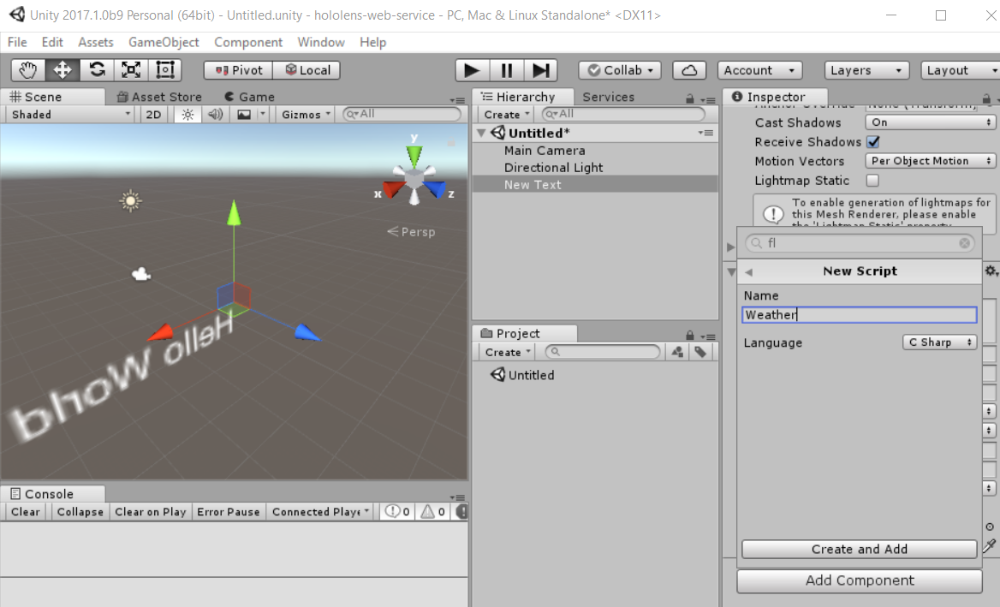 Unity 2017.1.0b9 Personal (64bit) - Untitled.unity - hololens-web-service - PC, Mac & Linux Standalone* <DX11>
File Edit Assets GameObject Component Window Help
Pivot Local Collab Account Layers Layout
Scene Asset Store Game
Shaded 2D Gizmos All
y
x z
Persp
Hello World
Console
Clear Collapse Clear on Play Error Pause Connected Playe 0 0
Hierarchy Services
Create All
Untitled*
Main Camera
Directional Light
New Text
Project
Create
Untitled
Inspector
Anchor Override None (Transform)
Cast Shadows On
Receive Shadows
Motion Vectors Per Object Motion
Lightmap Static
To enable generation of lightmaps for
this Mesh Renderer, please enable
the 'Lightmap Static' property.
fl
New Script
Name
Weather
Language C Sharp
Create and Add
Add Component